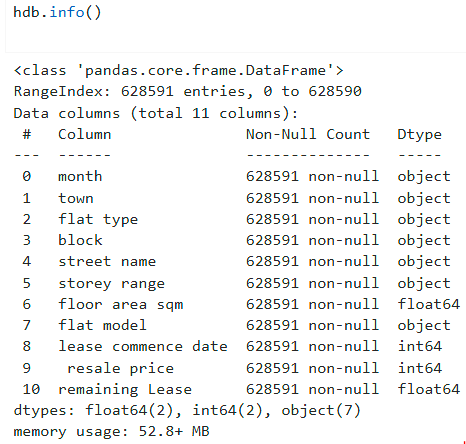 hdb.info()
<class 'pandas.core.frame.DataFrame'>
RangeIndex: 628591 entries, 0 to 628590
Data columns (total 11 columns):
 #   Column               Non-Null Count   Dtype
---  ------               --------------   -----
 0   month                628591 non-null  object
 1   town                 628591 non-null  object
 2   flat type            628591 non-null  object
 3   block                628591 non-null  object
 4   street name          628591 non-null  object
 5   storey range         628591 non-null  object
 6   floor area sqm       628591 non-null  float64
 7   flat model           628591 non-null  object
 8   lease commence date  628591 non-null  int64
 9    resale price        628591 non-null  int64
 10  remaining Lease      628591 non-null  float64
dtypes: float64(2), int64(2), object(7)
memory usage: 52.8+ MB